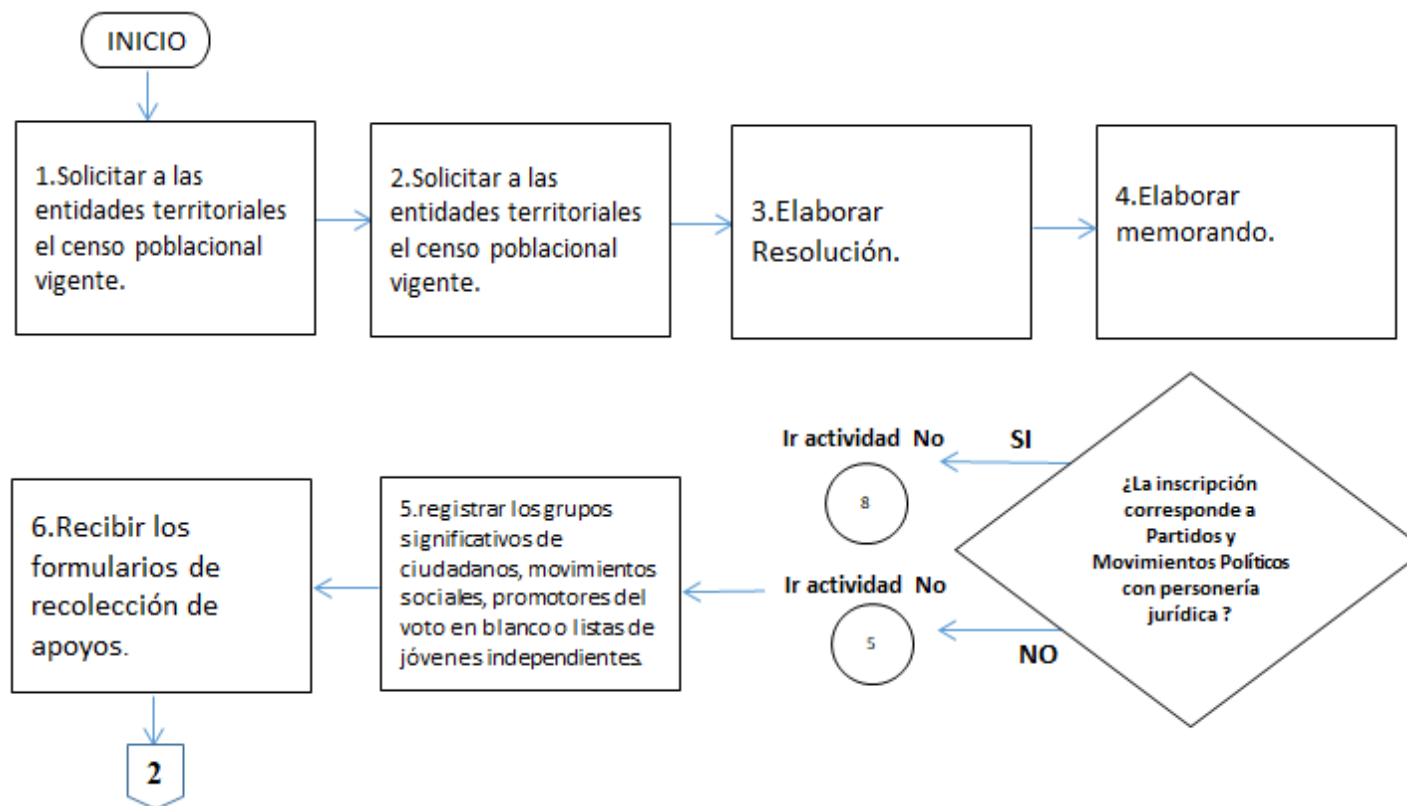 INICIO
1.Solicitar a las
entidades territoriales
el censo poblacional
vigente.
2.Solicitar a las
entidades territoriales
el censo poblacional
vigente.
3.Elaborar
Resolución.
4.Elaborar
memorando.
¿La inscripción
corresponde a
Partidos y
Movimientos Políticos
con personería
jurídica ?
SI
Ir actividad No
8
NO
Ir actividad No
5
5.registrar los grupos
significativos de
ciudadanos, movimientos
sociales, promotores del
voto en blanco o listas de
jóvenes independientes.
6.Recibir los
formularios de
recolección de
apoyos.
2